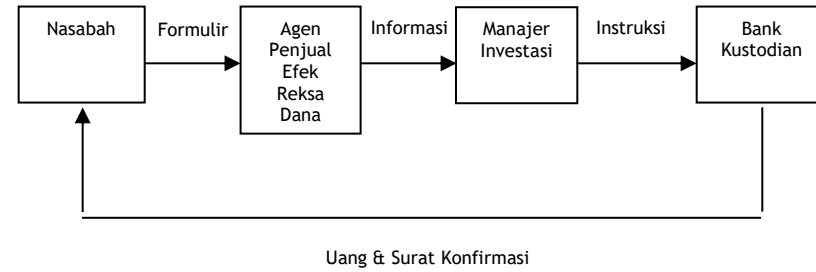 Nasabah
Formulir
Agen
Penjual
Efek
Reksa
Dana
Informasi
Manajer
Investasi
Instruksi
Bank
Kustodian
Uang & Surat Konfirmasi